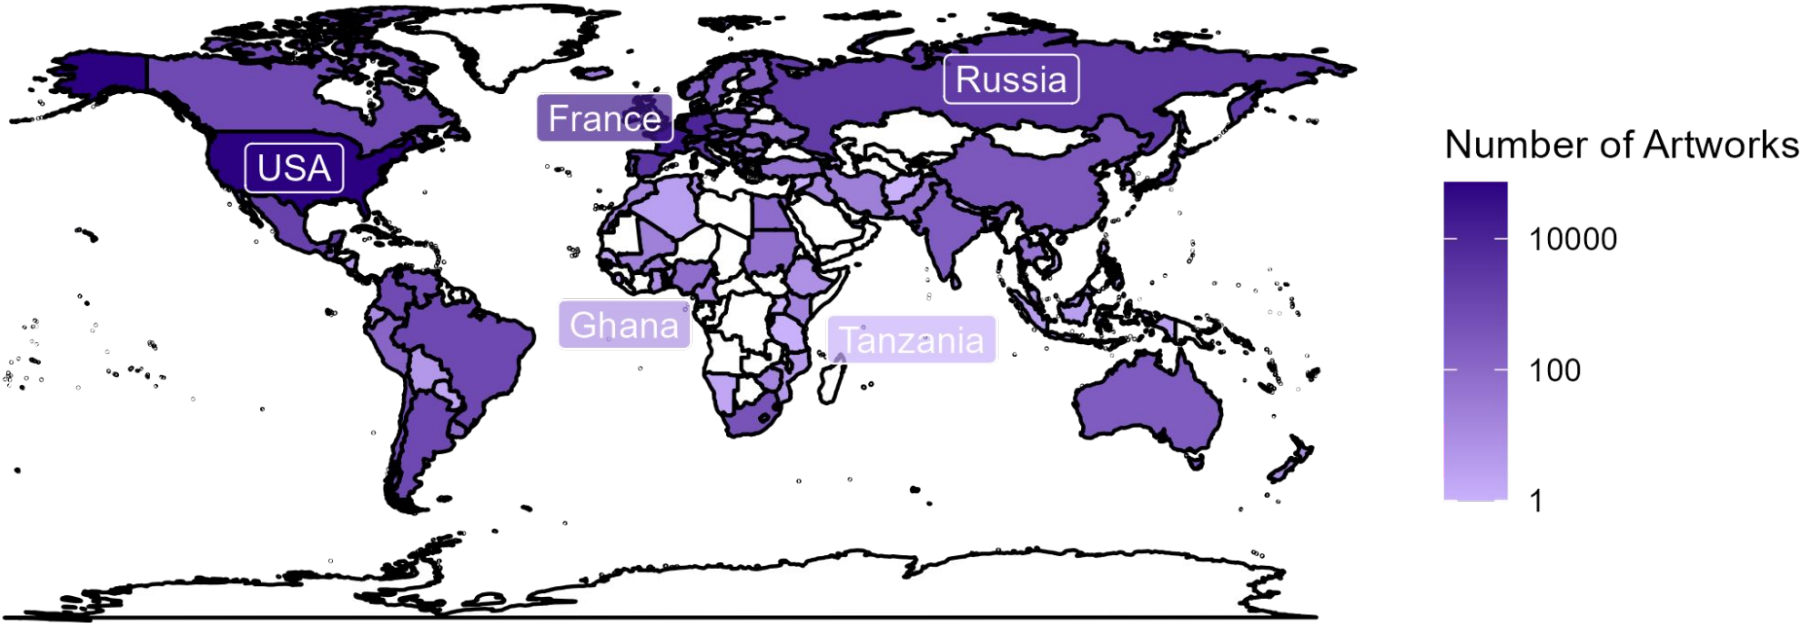 Russia
France
USA
Ghana
Tanzania
Number of Artworks
10000
100
1